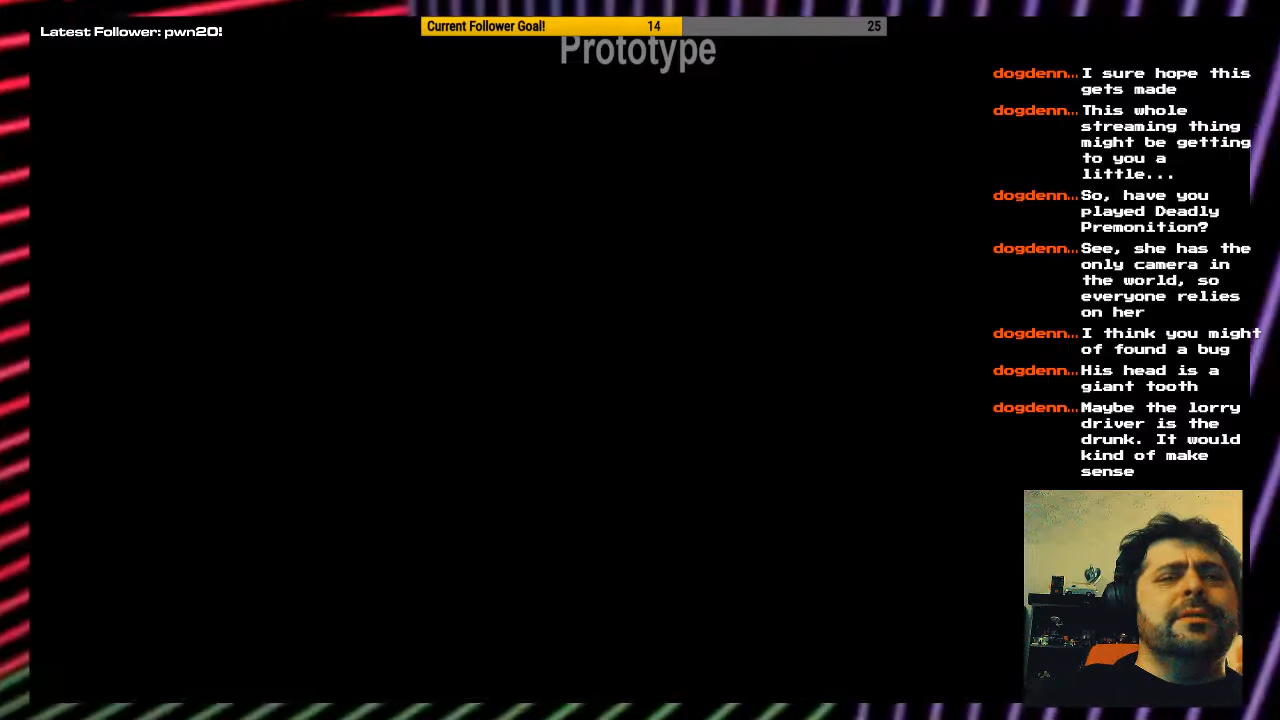 Latest Follower: pwn20!
Current Follower Goal! 14 25
Prototype
dogdenn... I sure hope this
gets made
dogdenn... This whole
streaming thing
might be getting
to you a
little...
dogdenn... So, have you
played Deadly
Premonition?
dogdenn... See, she has the
only camera in
the world, so
everyone relies
on her
dogdenn... I think you might
of found a bug
dogdenn... His head is a
giant tooth
dogdenn... Maybe the lorry
driver is the
drunk. It would
kind of make
sense